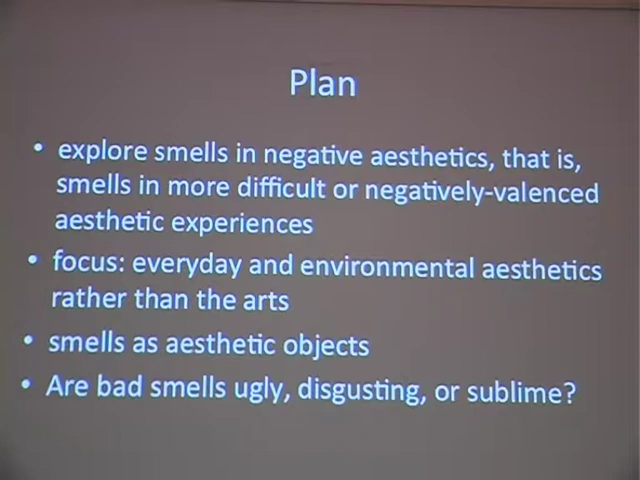 Plan
• explore smells in negative aesthetics, that is,
smells in more difficult or negatively-valenced
aesthetic experiences
• focus: everyday and environmental aesthetics
rather than the arts
• smells as aesthetic objects
• Are bad smells ugly, disgusting, or sublime?